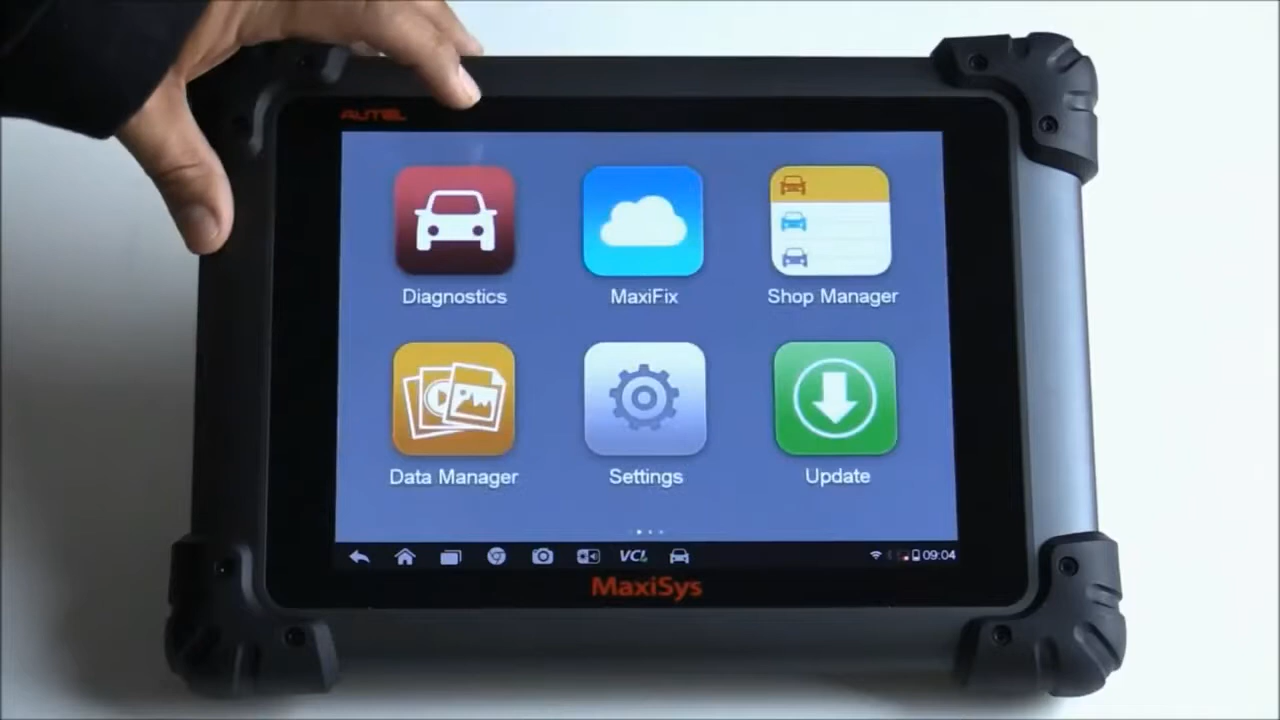 AUTEL
Diagnostics
MaxiFix
Shop Manager
Data Manager
Settings
Update
VCI
09:04
MaxiSys